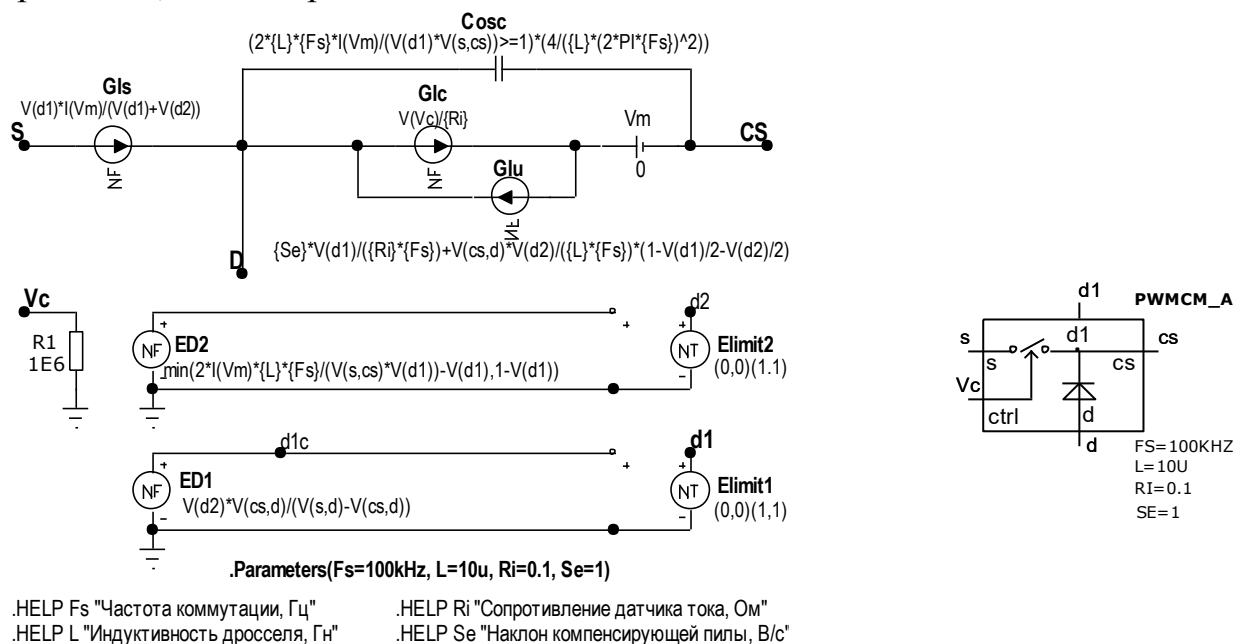 Cosc
(2*{L}*{Fs}*I(Vm)/(V(d1)*V(s,cs))>=1)*(4/({L}*(2*PI*{Fs})^2))
GIs
V(d1)*I(Vm)/(V(d1)+V(d2))
GIc
V(Vc)/{Ri}
Vm
S
CS
NF
NF
0
GIu
NF
{Se}*V(d1)/({Ri}*{Fs})+V(cs,d)*V(d2)/({L}*{Fs})*(1-V(d1)/2-V(d2)/2)
D
Vc
R1
1E6
NF
ED2
min(2*I(Vm)*{L}*{Fs}/(V(s,cs)*V(d1))-V(d1),1-V(d1))
d2
NT
Elimit2
(0,0)(1.1)
d1c
NF
ED1
V(d2)*V(cs,d)/(V(s,d)-V(cs,d))
d1
NT
Elimit1
(0,0)(1,1)
.Parameters(Fs=100kHz, L=10u, Ri=0.1, Se=1)
.HELP Fs "Частота коммутации, Гц"
.HELP Ri "Сопротивление датчика тока, Ом"
.HELP L "Индуктивность дросселя, Гн"
.HELP Se "Наклон компенсирующей пилы, В/с"
d1
PWMCM_A
s
d1
cs
s
cs
Vc
ctrl
d
d
FS=100KHZ
L=10U
RI=0.1
SE=1